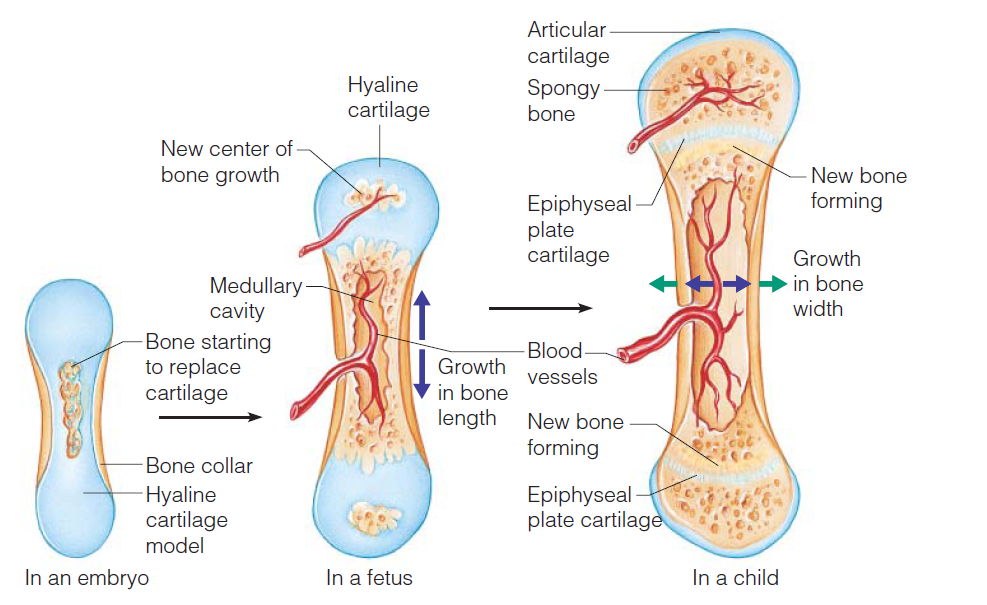 Articular
cartilage
Spongy
bone
Hyaline
cartilage
New center of
bone growth
New bone
forming
Epiphyseal
plate
cartilage
Growth
in bone
width
Medullary
cavity
Bone starting
to replace
cartilage
Blood
vessels
Growth
in bone
length
New bone
forming
Bone collar
Hyaline
cartilage
model
Epiphyseal
plate cartilage
In an embryo
In a fetus
In a child